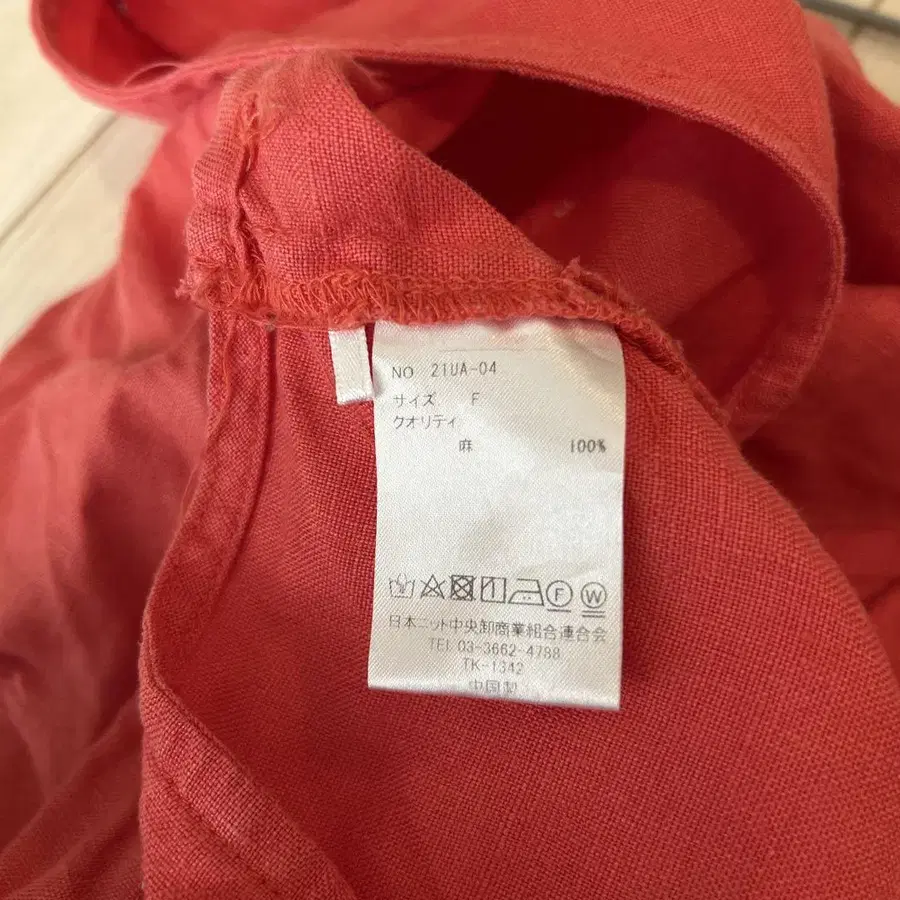 NO 21UA-04
サイズ F
クオリティ
麻 100%
F W
日本ニット中央卸商業組合連合会
TEL 03-3662-4788
TK-1342
中国製